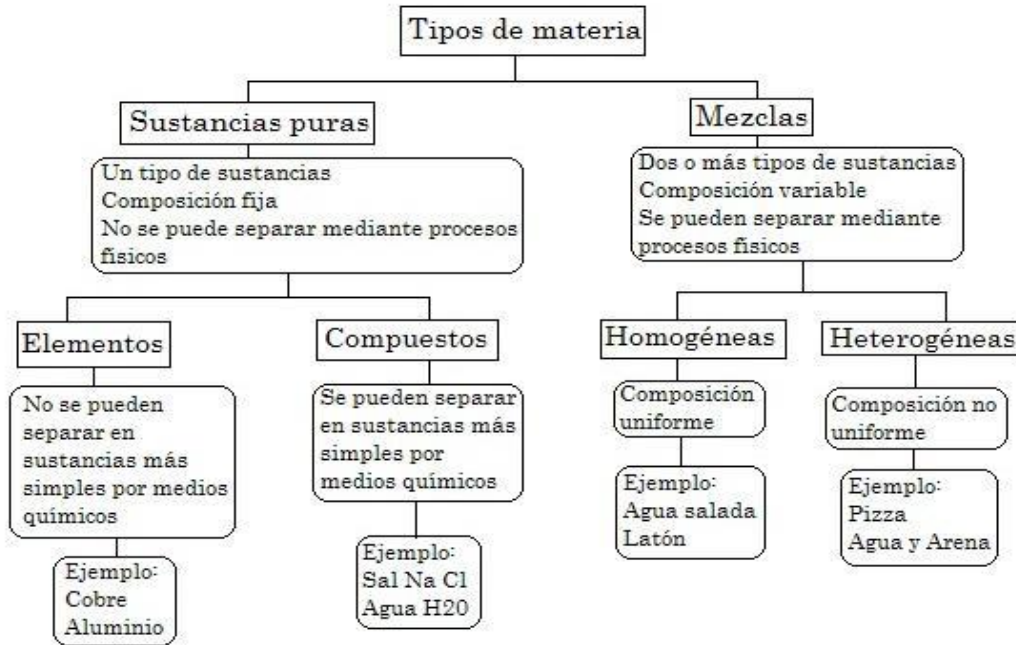 Tipos de materia
Sustancias puras
Un tipo de sustancias
Composición fija
No se puede separar mediante procesos
físicos
Elementos
No se pueden
separar en
sustancias más
simples por medios
químicos
Ejemplo:
Cobre
Aluminio
Compuestos
Se pueden separar
en sustancias más
simples por
medios químicos
Ejemplo:
Sal Na Cl
Agua H20
Mezclas
Dos o más tipos de sustancias
Composición variable
Se pueden separar mediante
procesos físicos
Homogéneas
Composición
uniforme
Ejemplo:
Agua salada
Latón
Heterogéneas
Composición no
uniforme
Ejemplo:
Pizza
Agua y Arena